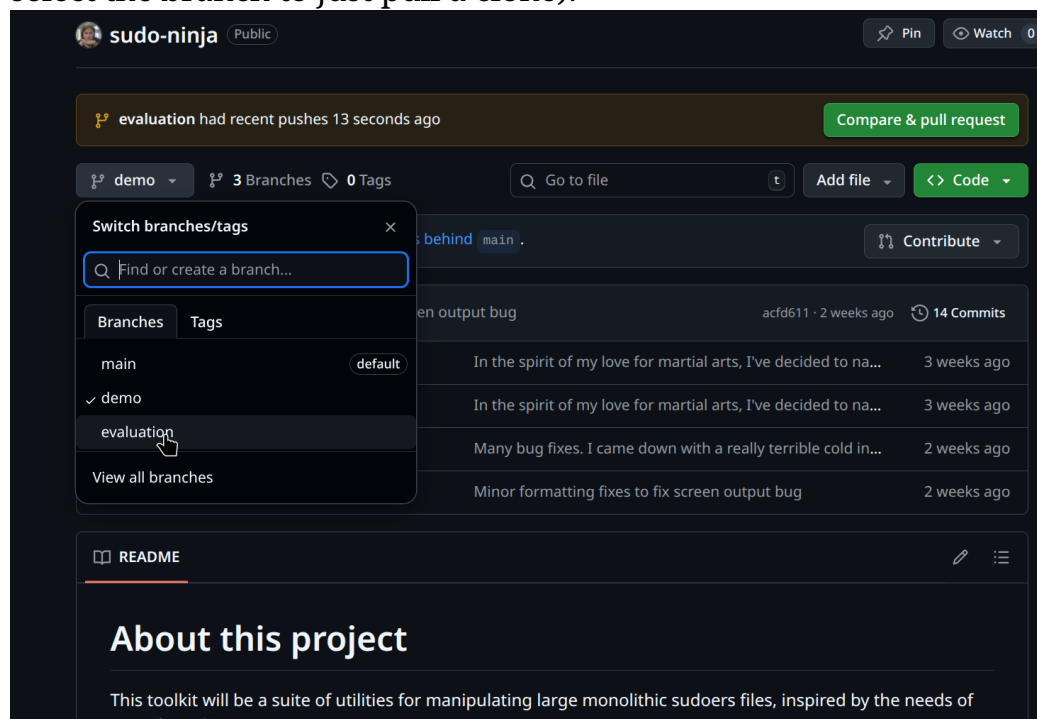 select the branch to just pull a clone).
sudo-ninja Public Pin Watch 0
evaluation had recent pushes 13 seconds ago Compare & pull request
demo 3 Branches 0 Tags Go to file t Add file <> Code
Switch branches/tags
behind main . Contribute
Find or create a branch...
Branches Tags
en output bug acfd611 · 2 weeks ago 14 Commits
main default In the spirit of my love for martial arts, I've decided to na... 3 weeks ago
demo In the spirit of my love for martial arts, I've decided to na... 3 weeks ago
evaluation Many bug fixes. I came down with a really terrible cold in... 2 weeks ago
View all branches Minor formatting fixes to fix screen output bug 2 weeks ago
README
About this project
This toolkit will be a suite of utilities for manipulating large monolithic sudoers files, inspired by the needs of